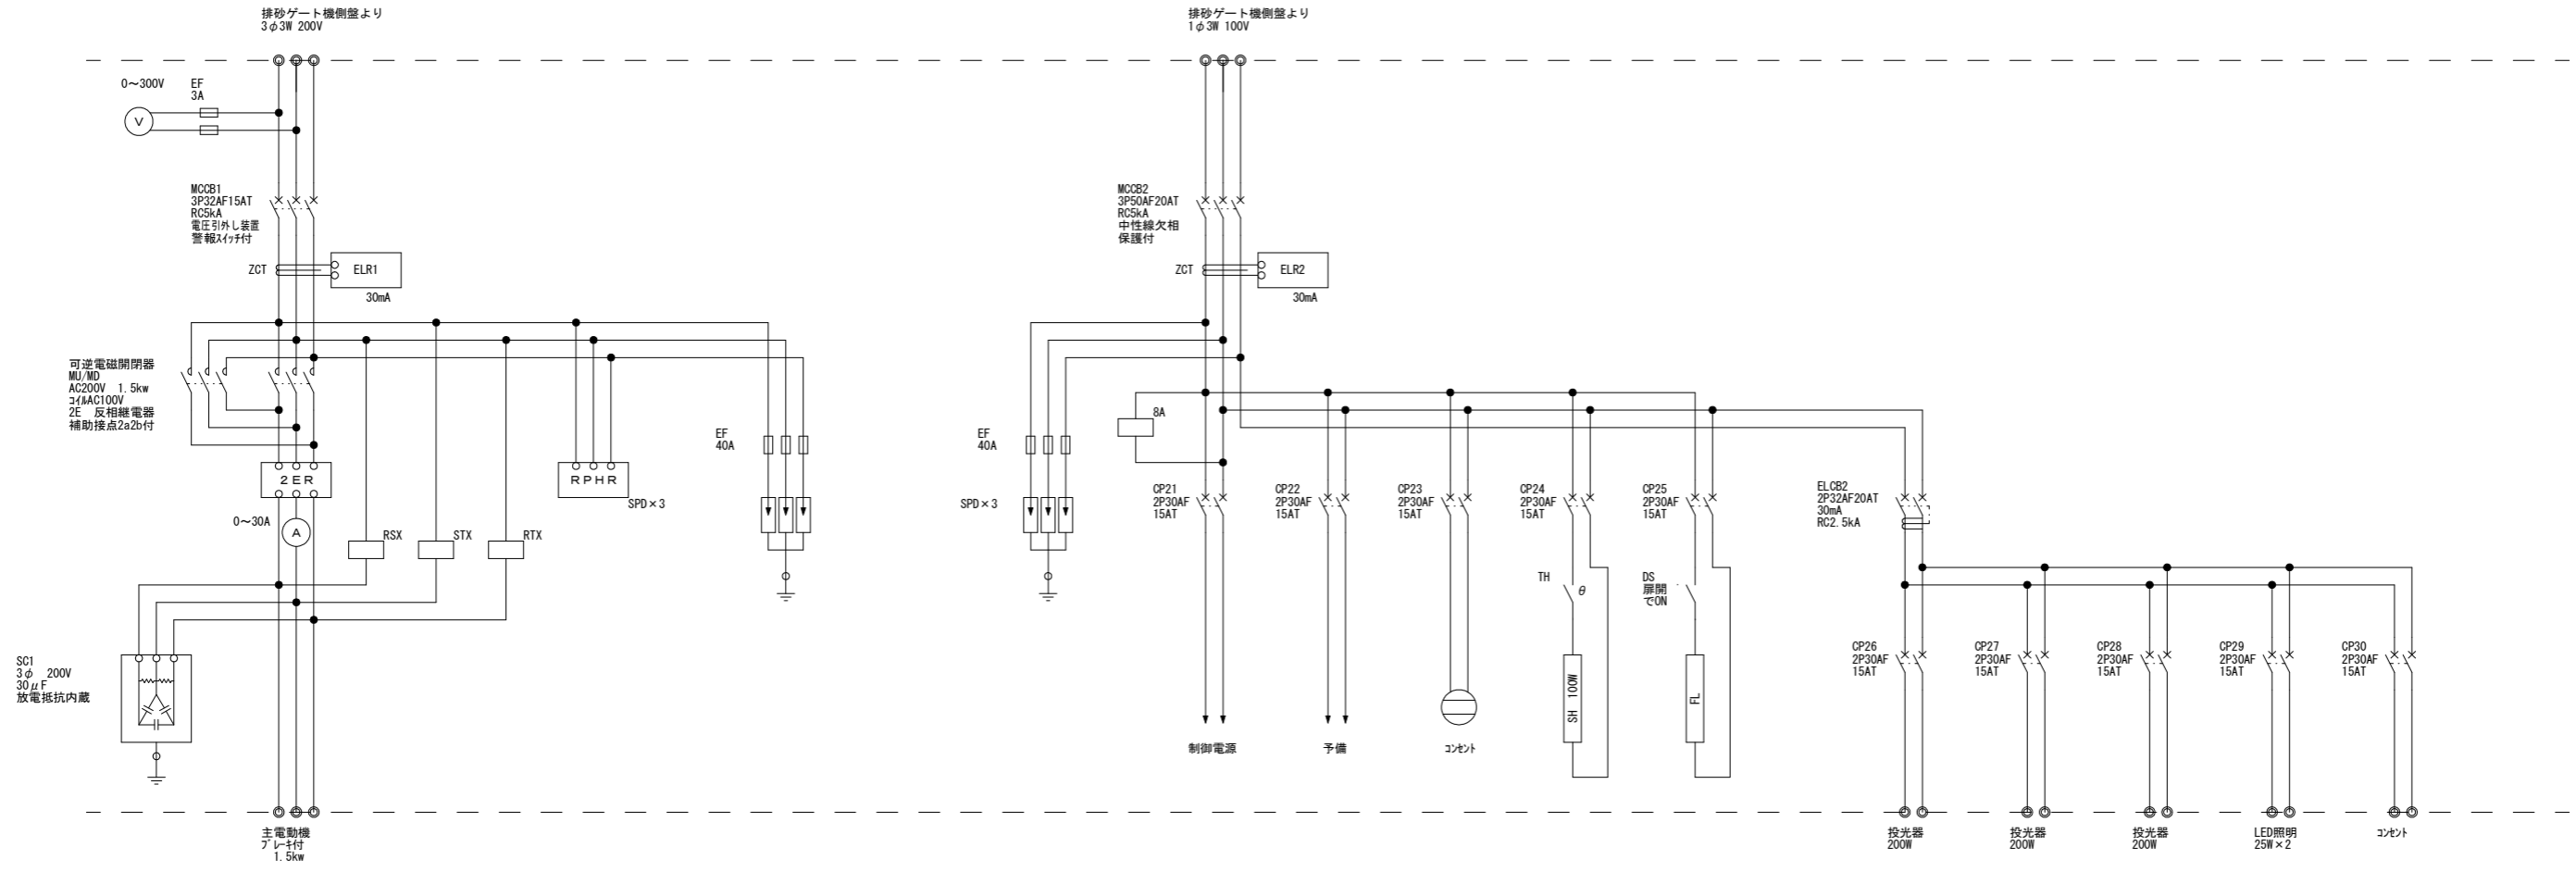 排砂ゲート機側盤より
3φ3W 200V
0～300V
EF
3A
V
MCCB1
3P32AF15AT
RC5kA
電圧引外し装置
警報ｽｲｯﾁ付
ZCT
ELR1
30mA
可逆電磁開閉器
MU/MD
AC200V 1.5kw
ｺｲﾙAC100V
2E 反相継電器
補助接点2a2b付
2ER
0～30A
A
RSX
STX
RTX
RPHR
SPD×3
EF
40A
SC1
3φ 200V
30μF
放電抵抗内蔵
主電動機
ﾌﾞﾚｰｷ付
1.5kw
排砂ゲート機側盤より
1φ3W 100V
MCCB2
3P50AF20AT
RC5kA
中性線欠相
保護付
ZCT
ELR2
30mA
EF
40A
SPD×3
8A
CP21
2P30AF
15AT
制御電源
CP22
2P30AF
15AT
予備
CP23
2P30AF
15AT
ｺﾝｾﾝﾄ
CP24
2P30AF
15AT
TH
θ
SH 100W
CP25
2P30AF
15AT
DS
扉開
でON
FL
ELCB2
2P32AF20AT
30mA
RC2.5kA
CP26
2P30AF
15AT
投光器
200W
CP27
2P30AF
15AT
投光器
200W
CP28
2P30AF
15AT
投光器
200W
CP29
2P30AF
15AT
LED照明
25W×2
CP30
2P30AF
15AT
ｺﾝｾﾝﾄ